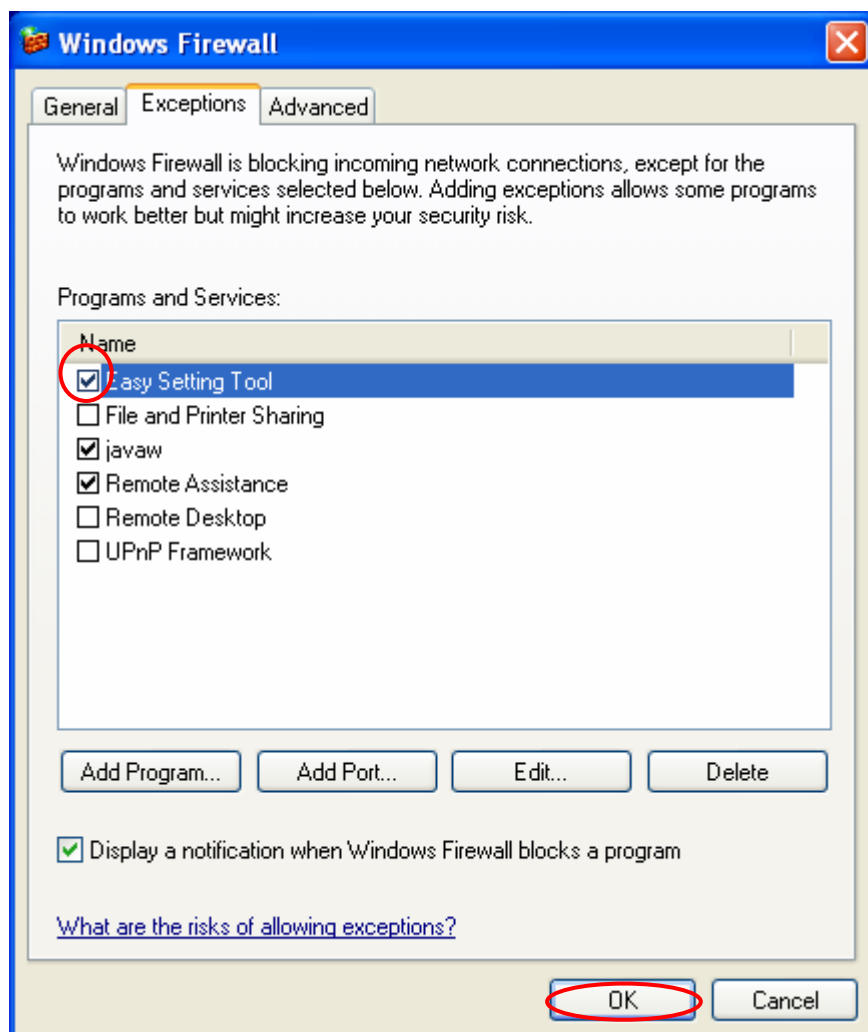 Windows Firewall
General Exceptions Advanced
Windows Firewall is blocking incoming network connections, except for the
programs and services selected below. Adding exceptions allows some programs
to work better but might increase your security risk.
Programs and Services:
Name
Easy Setting Tool
File and Printer Sharing
javaw
Remote Assistance
Remote Desktop
UPnP Framework
Add Program... Add Port... Edit... Delete
Display a notification when Windows Firewall blocks a program
What are the risks of allowing exceptions?
OK Cancel